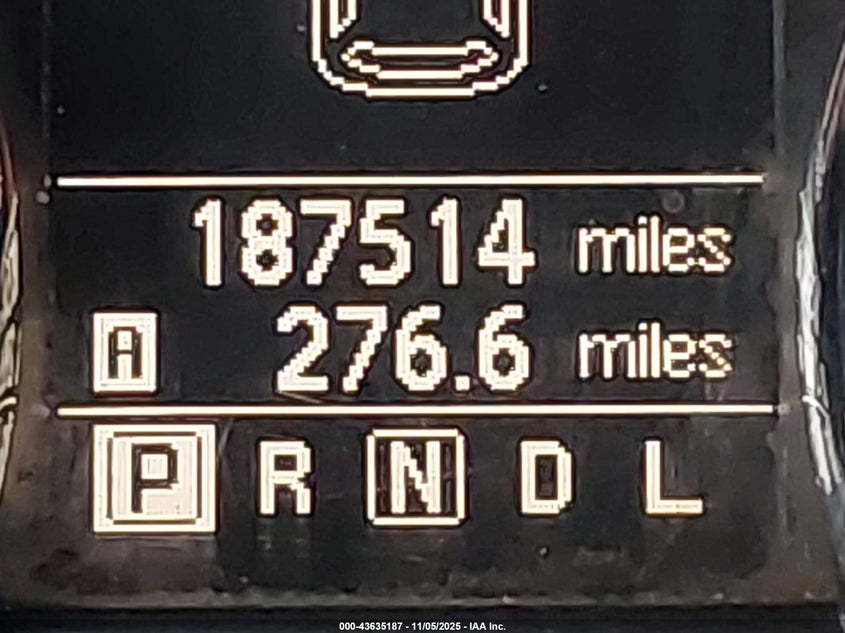 187514 miles
A 276.6 miles
P R N D L
000-43635187 - 11/05/2025 - IAA Inc.